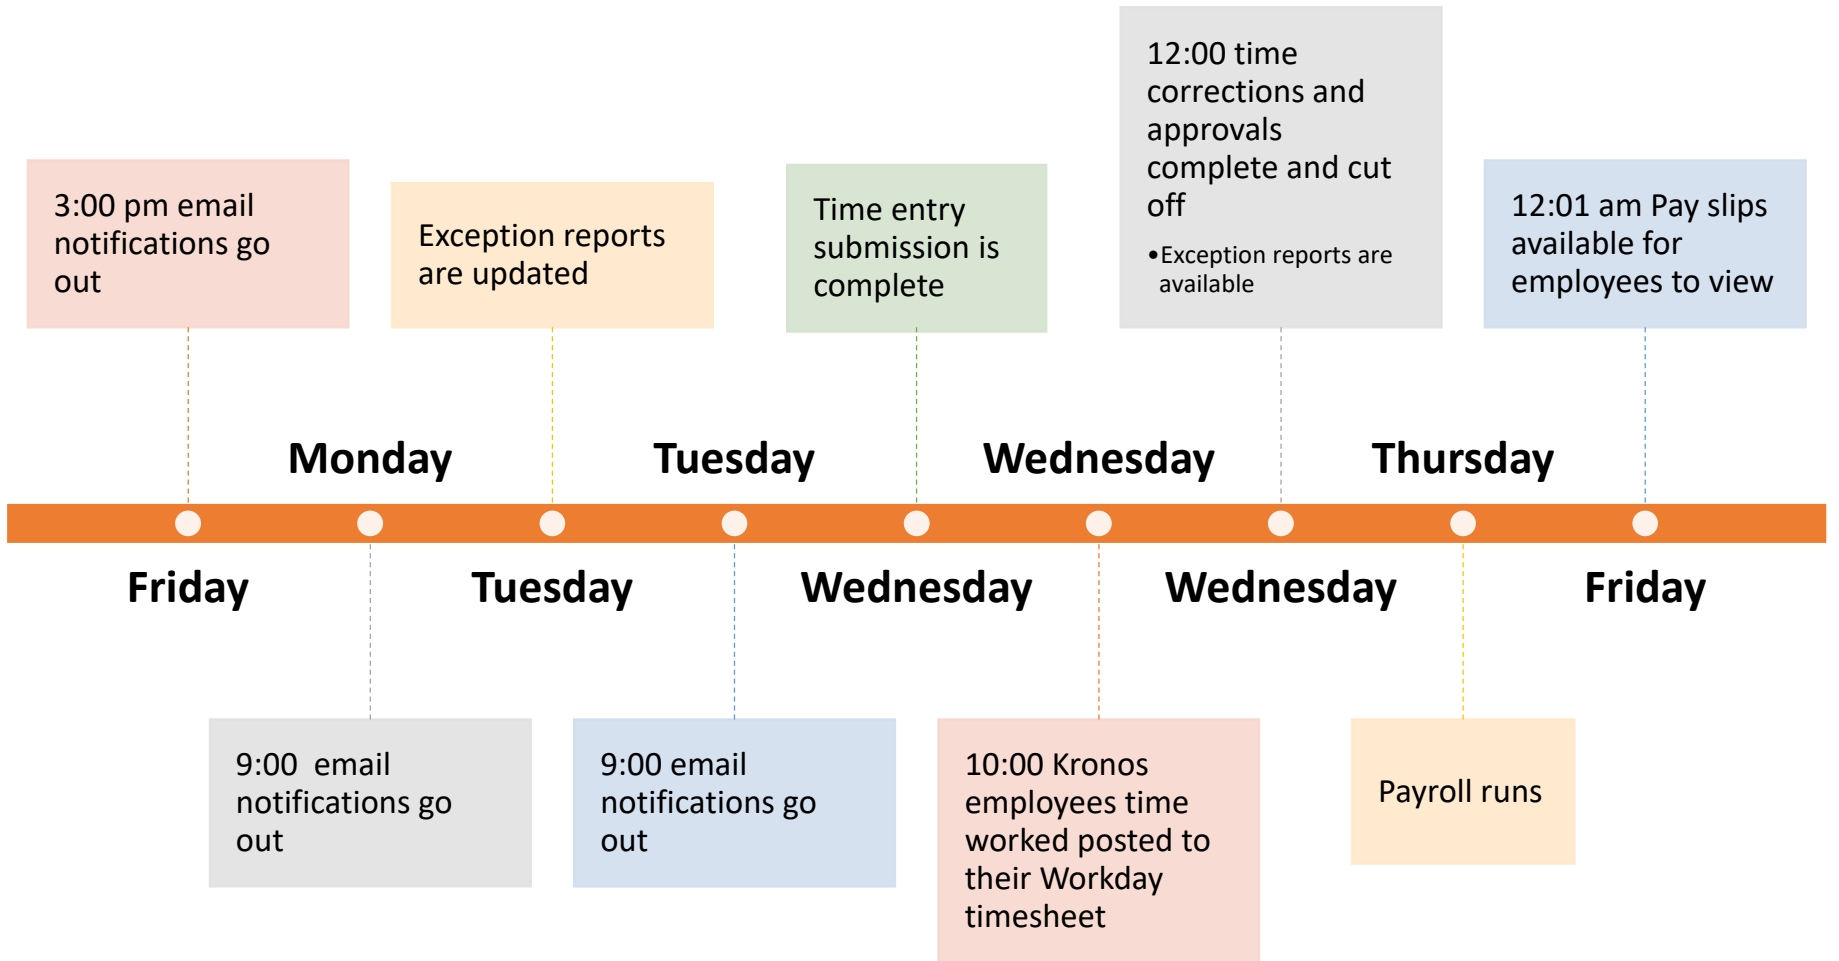 12:00 time
corrections and
approvals
complete and cut
off
•Exception reports are
available
3:00 pm email
notifications go
out
Exception reports
are updated
Time entry
submission is
complete
12:01 am Pay slips
available for
employees to view
Monday
Tuesday
Wednesday
Thursday
Friday
Tuesday
Wednesday
Wednesday
Friday
9:00 email
notifications go
out
9:00 email
notifications go
out
10:00 Kronos
employees time
worked posted to
their Workday
timesheet
Payroll runs